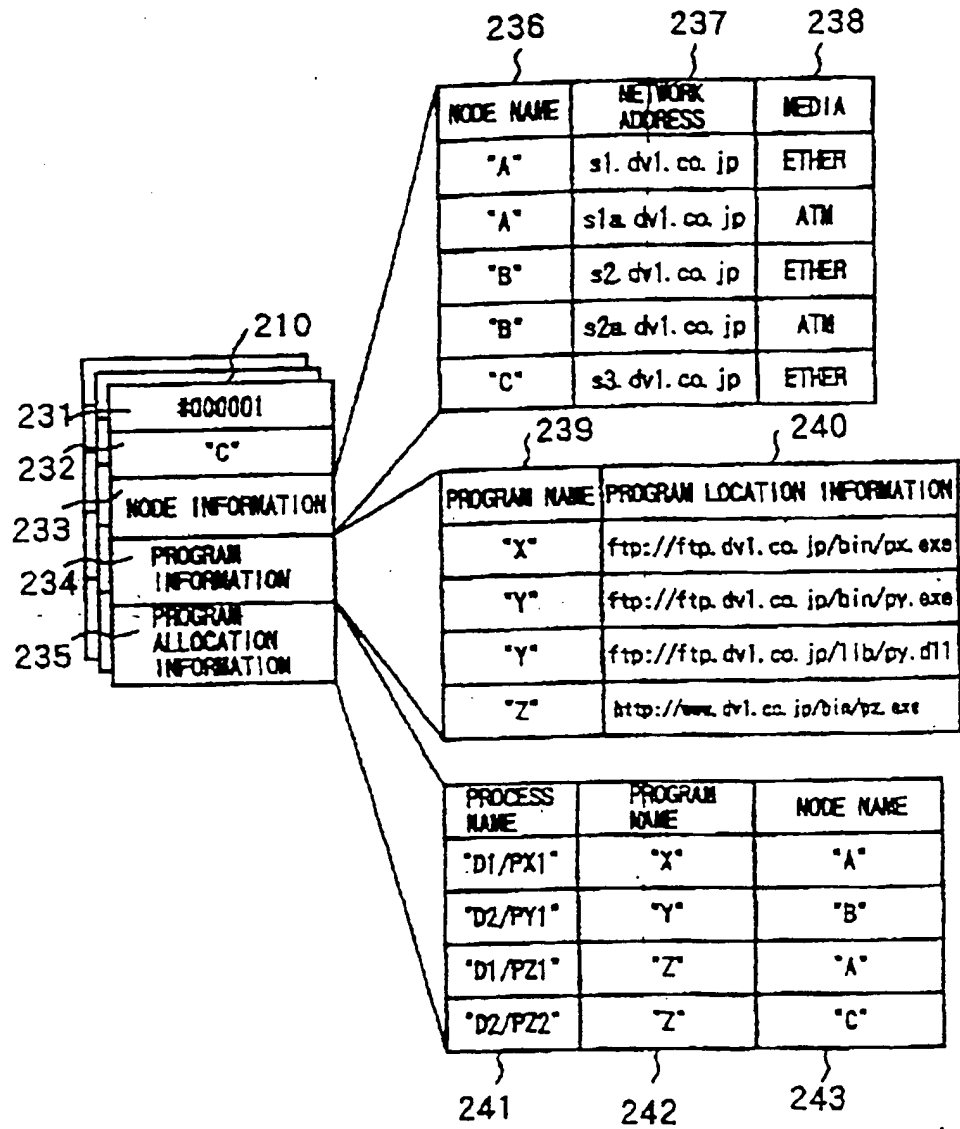 236 237 238
NODE NAME NETWORK ADDRESS MEDIA
"A" s1.dv1.co.jp ETHER
"A" s1a.dv1.co.jp ATM
"B" s2.dv1.co.jp ETHER
"B" s2a.dv1.co.jp ATM
"C" s3.dv1.co.jp ETHER
210
231 #000001
232 "C"
233 NODE INFORMATION
234 PROGRAM INFORMATION
235 PROGRAM ALLOCATION INFORMATION
239 240
PROGRAM NAME PROGRAM LOCATION INFORMATION
"X" ftp://ftp.dv1.co.jp/bin/px.exe
"Y" ftp://ftp.dv1.co.jp/bin/py.exe
"Y" ftp://ftp.dv1.co.jp/lib/py.dll
"Z" http://www.dv1.co.jp/bin/pz.exe
PROCESS NAME PROGRAM NAME NODE NAME
"D1/PX1" "X" "A"
"D2/PY1" "Y" "B"
"D1/PZ1" "Z" "A"
"D2/PZ2" "Z" "C"
241 242 243